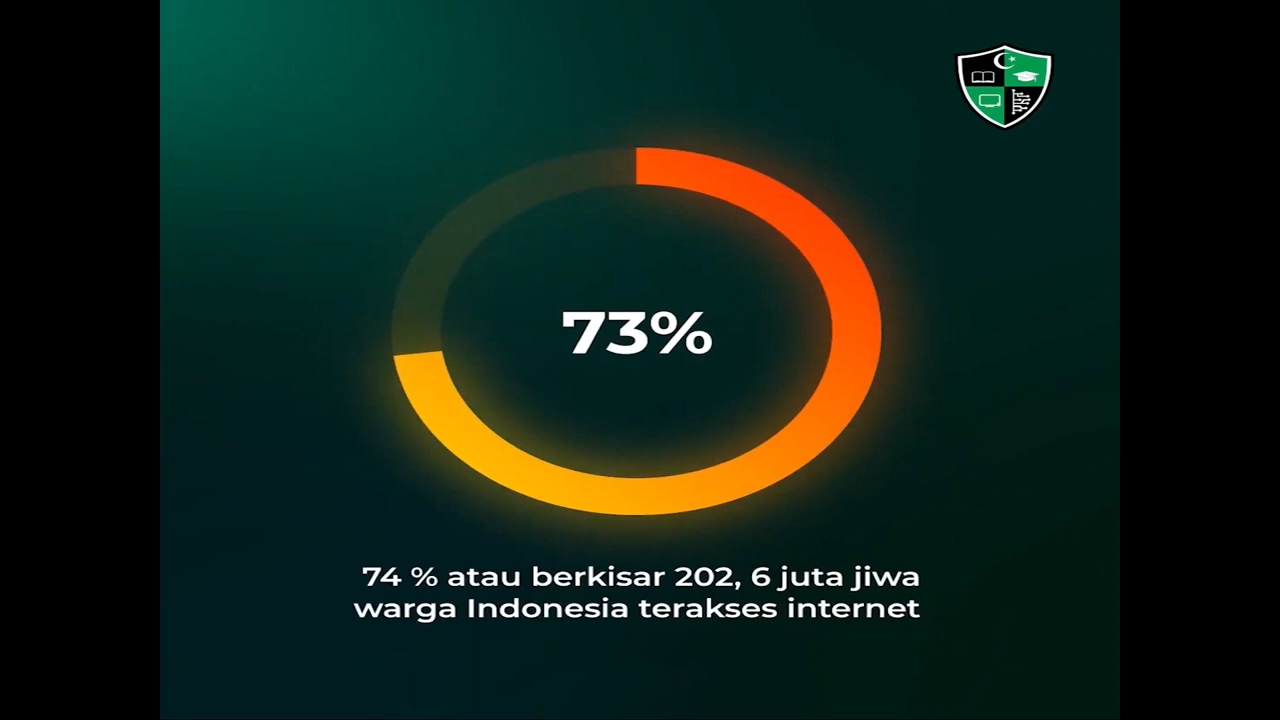 73%
74 % atau berkisar 202, 6 juta jiwa
warga Indonesia terakses internet